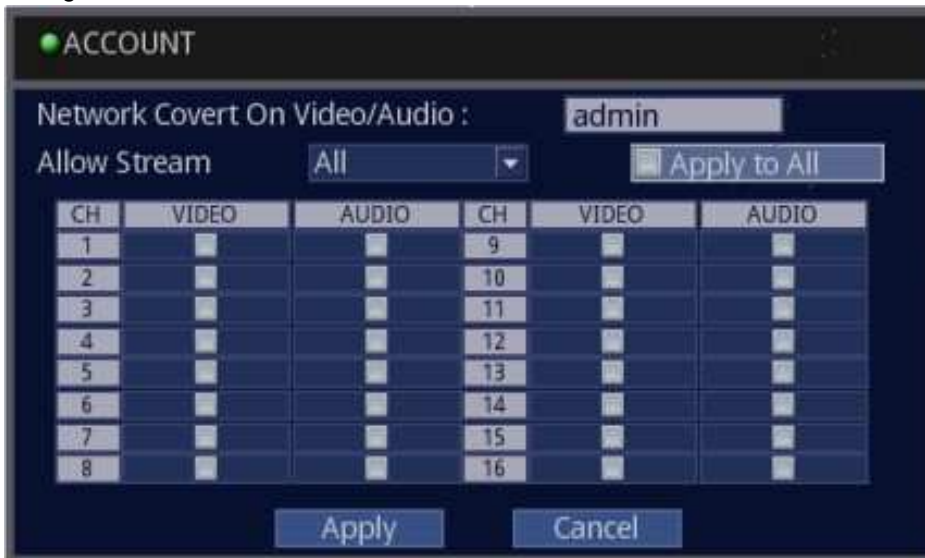 ACCOUNT
Network Covert On Video/Audio : admin
Allow Stream All Apply to All
CH VIDEO AUDIO CH VIDEO AUDIO
1 9
2 10
3 11
4 12
5 13
6 14
7 15
8 16
Apply Cancel